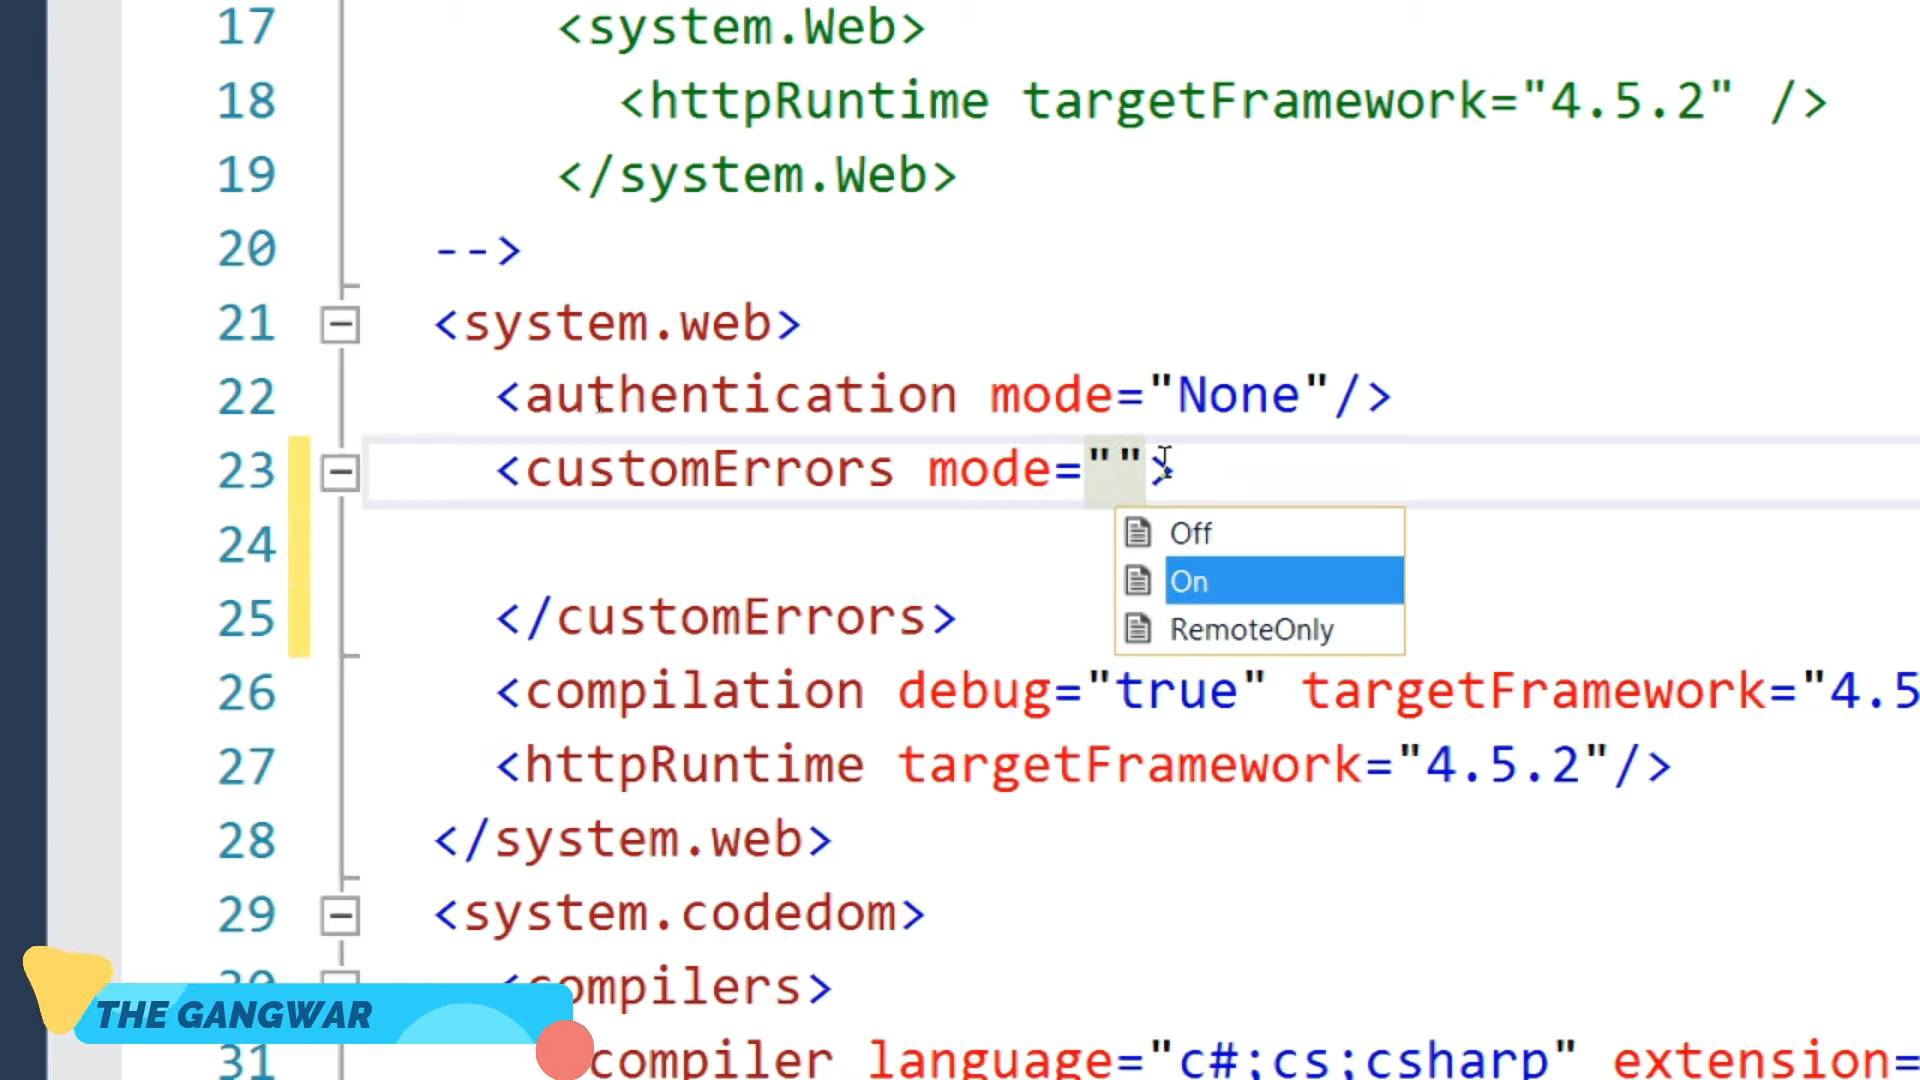 17 <system.Web>
18 <httpRuntime targetFramework="4.5.2" />
19 </system.Web>
20 -->
21 <system.web>
22 <authentication mode="None"/>
23 <customErrors mode="">
Off
24
On
25 </customErrors>
RemoteOnly
26 <compilation debug="true" targetFramework="4.5
27 <httpRuntime targetFramework="4.5.2"/>
28 </system.web>
29 <system.codedom>
30 <compilers>
THE GANGWAR
31 compiler language="c#;cs;csharp" extension=